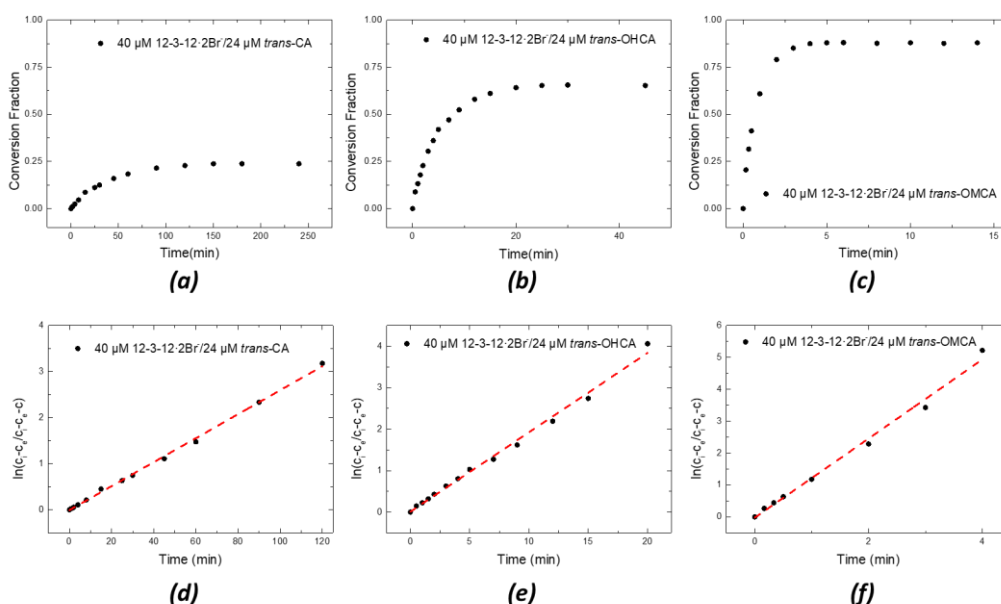 1.00
0.75
0.50
0.25
0.00
Conversion Fraction
40 μM 12-3-12·2Br⁻/24 μM trans-CA
0 50 100 150 200 250
Time(min)
(a)
1.00
0.75
0.50
0.25
0.00
Conversion Fraction
40 μM 12-3-12·2Br⁻/24 μM trans-OHCA
0 20 40
Time(min)
(b)
1.00
0.75
0.50
0.25
0.00
Conversion Fraction
40 μM 12-3-12·2Br⁻/24 μM trans-OMCA
0 5 10 15
Time(min)
(c)
4
3
2
1
0
ln(cᵢ-cₑ/cᵢ-cₑ-c)
40 μM 12-3-12·2Br⁻/24 μM trans-CA
0 20 40 60 80 100 120
Time (min)
(d)
4
3
2
1
0
ln(cᵢ-cₑ/cᵢ-cₑ-c)
40 μM 12-3-12·2Br⁻/24 μM trans-OHCA
0 5 10 15 20
Time (min)
(e)
6
5
4
3
2
1
0
ln(cᵢ-cₑ/cᵢ-cₑ-c)
40 μM 12-3-12·2Br⁻/24 μM trans-OMCA
0 2 4
Time (min)
(f)